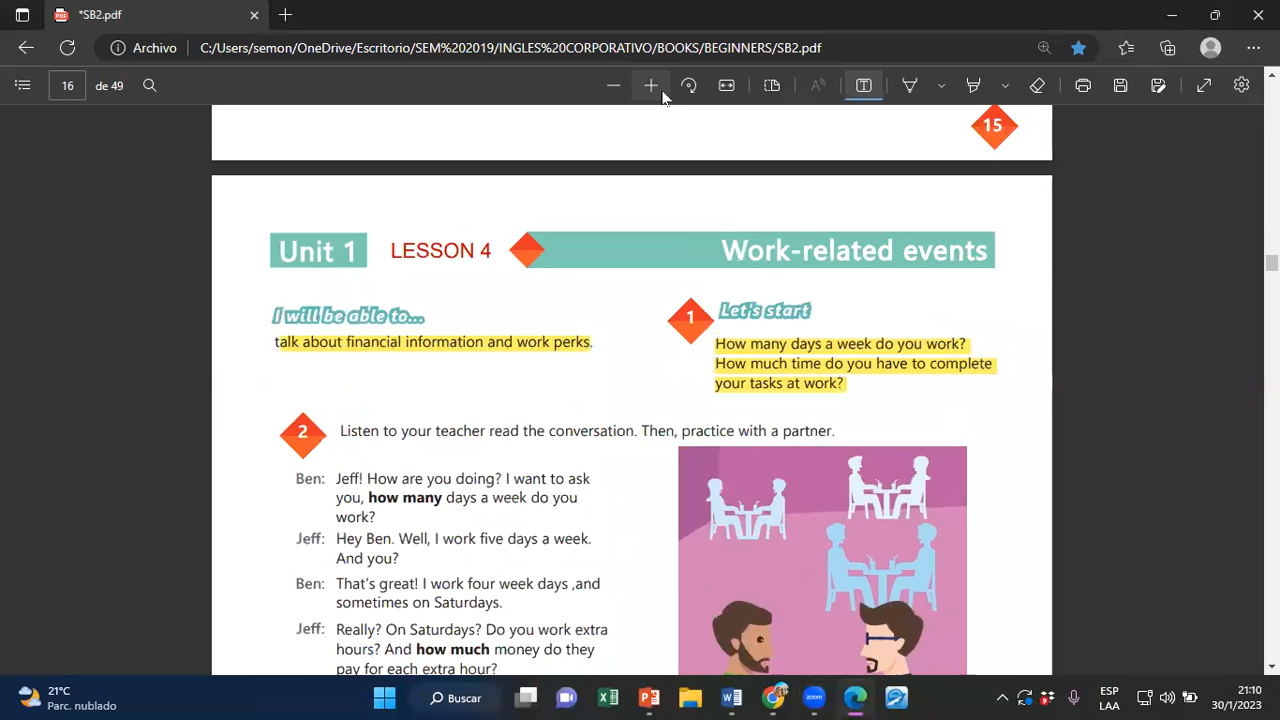 *SB2.pdf
Archivo
C:/Users/semon/OneDrive/Escritorio/SEM%202019/INGLES%20CORPORATIVO/BOOKS/BEGINNERS/SB2.pdf
16 de 49
15
Unit 1 LESSON 4 Work-related events
I will be able to...
talk about financial information and work perks.
1 Let's start
How many days a week do you work?
How much time do you have to complete
your tasks at work?
2 Listen to your teacher read the conversation. Then, practice with a partner.
Ben: Jeff! How are you doing? I want to ask
you, how many days a week do you
work?
Jeff: Hey Ben. Well, I work five days a week.
And you?
Ben: That's great! I work four week days ,and
sometimes on Saturdays.
Jeff: Really? On Saturdays? Do you work extra
hours? And how much money do they
pay for each extra hour?
21°C
Parc. nublado
Buscar
zoom
ESP
LAA
21:10
30/1/2023